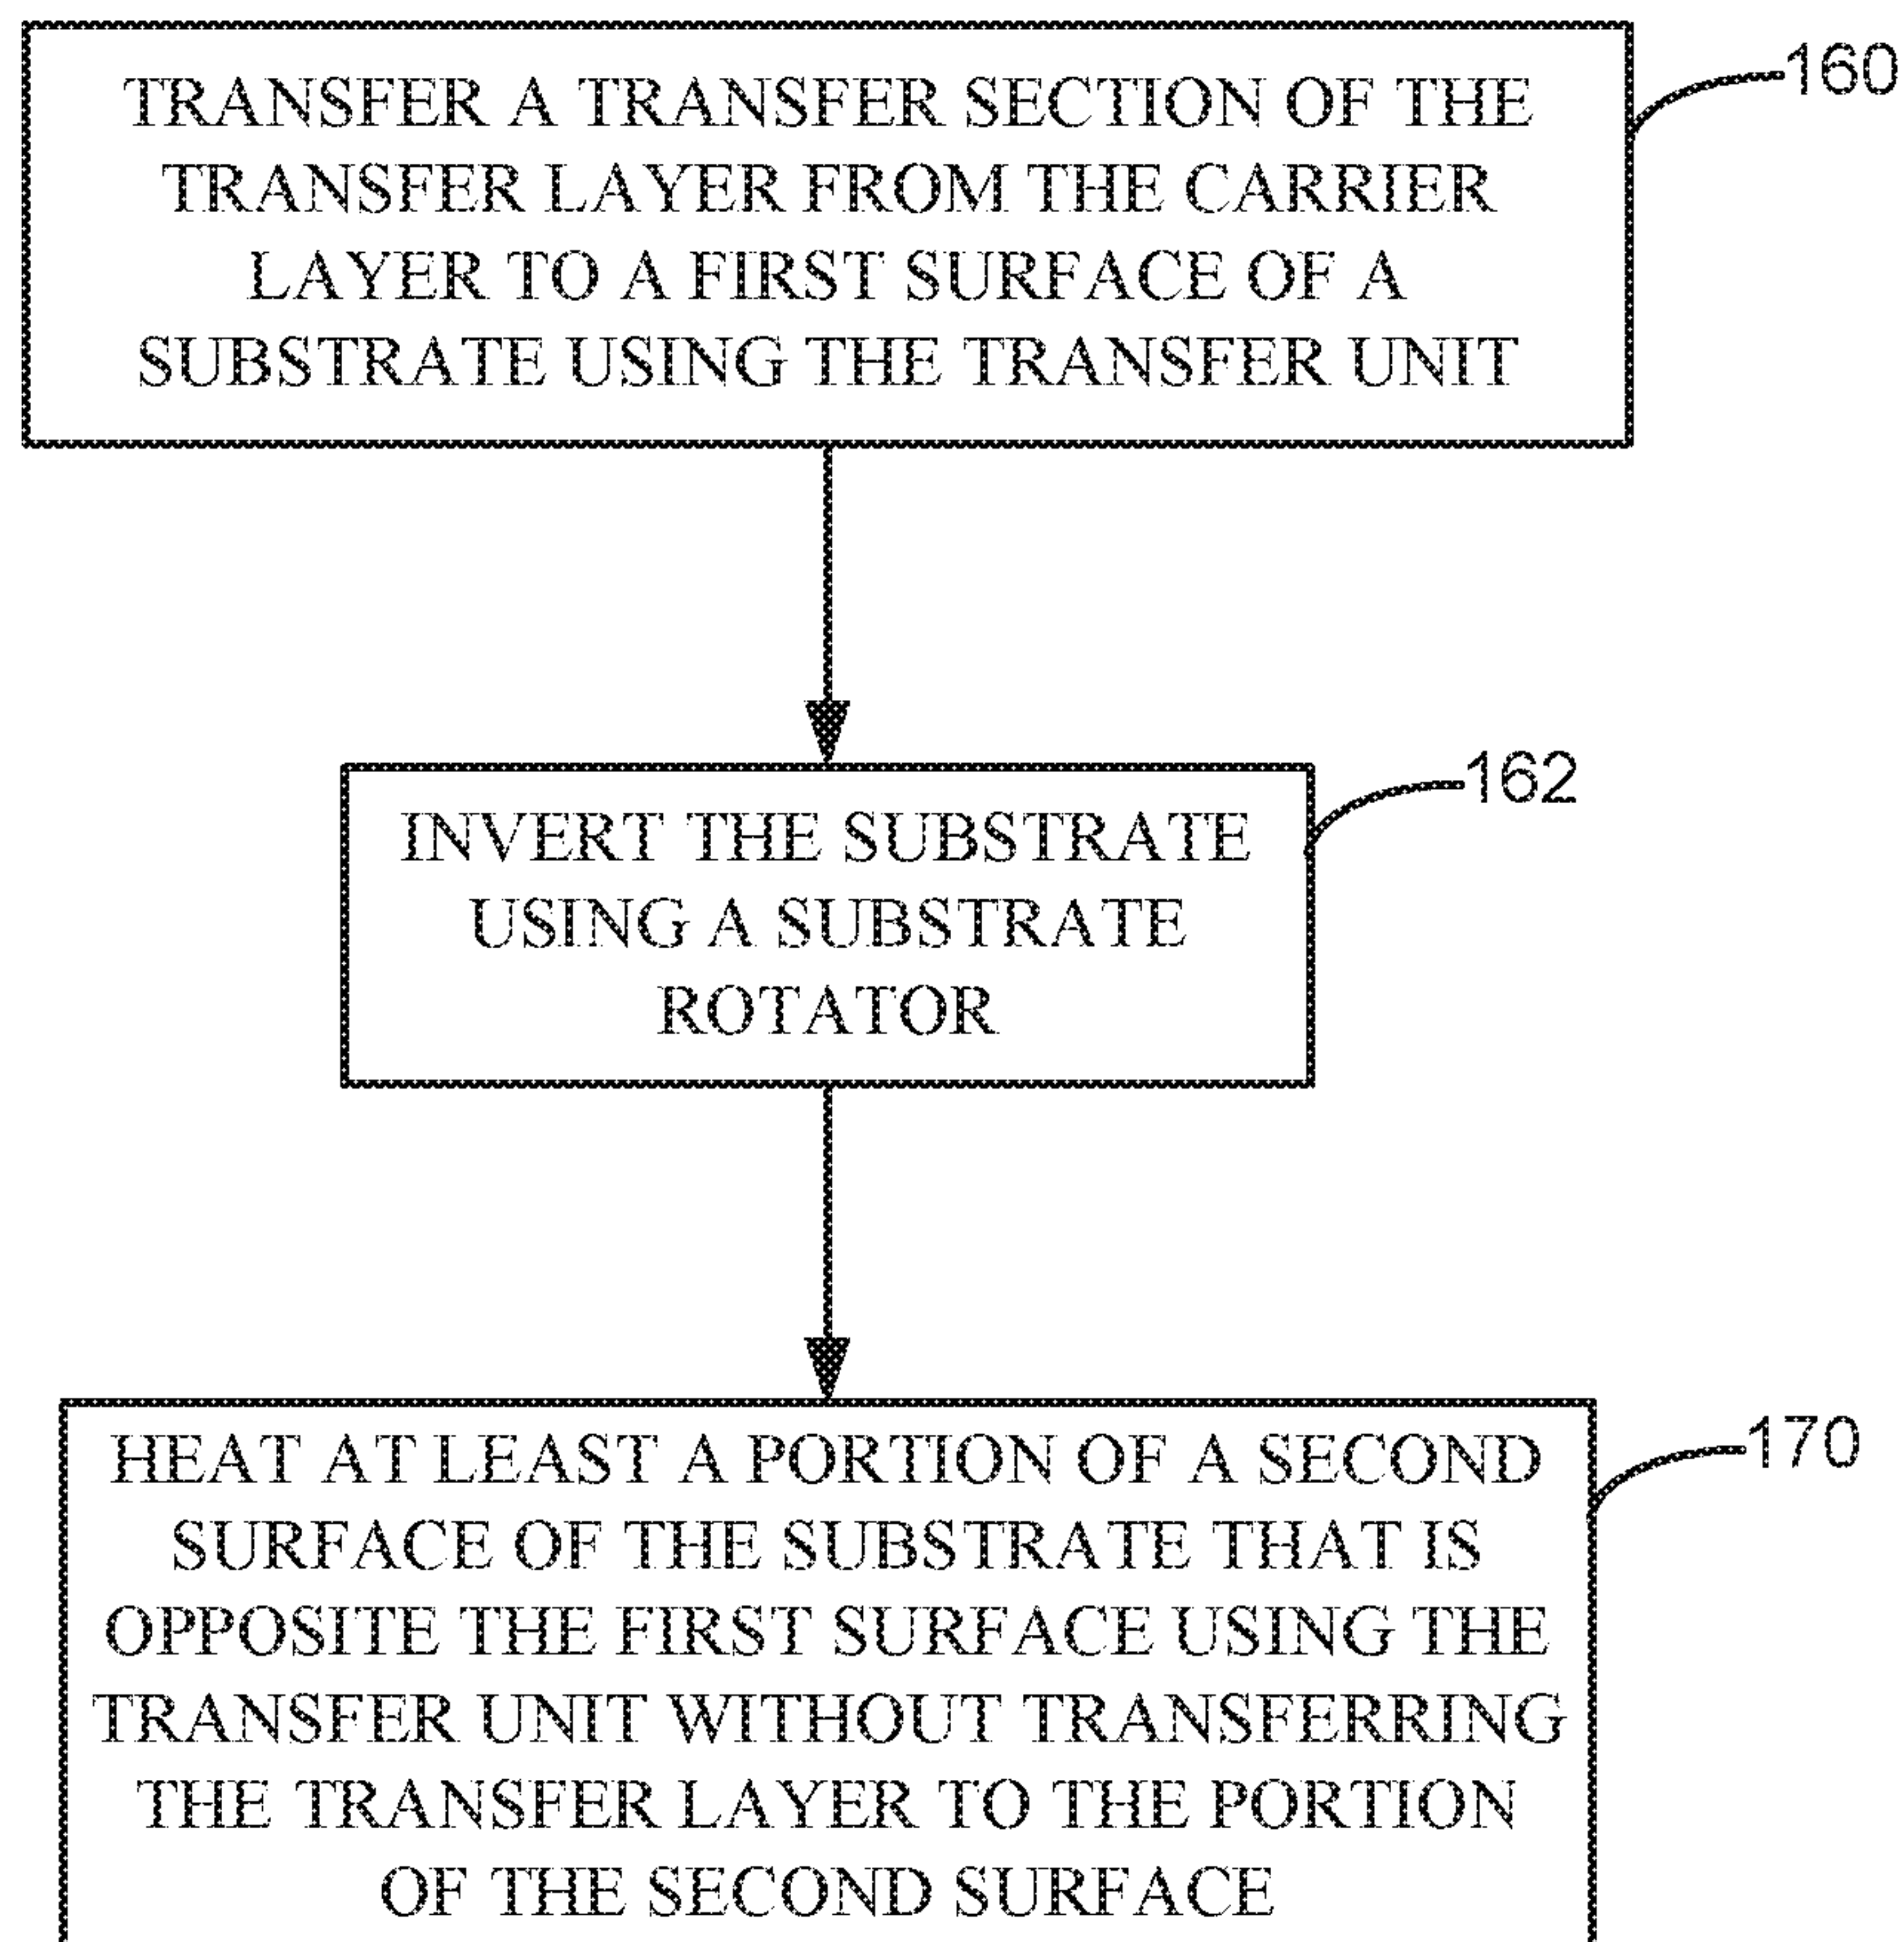 TRANSFER A TRANSFER SECTION OF THE
TRANSFER LAYER FROM THE CARRIER
LAYER TO A FIRST SURFACE OF A
SUBSTRATE USING THE TRANSFER UNIT
160
INVERT THE SUBSTRATE
USING A SUBSTRATE
ROTATOR
162
HEAT AT LEAST A PORTION OF A SECOND
SURFACE OF THE SUBSTRATE THAT IS
OPPOSITE THE FIRST SURFACE USING THE
TRANSFER UNIT WITHOUT TRANSFERRING
THE TRANSFER LAYER TO THE PORTION
OF THE SECOND SURFACE
170